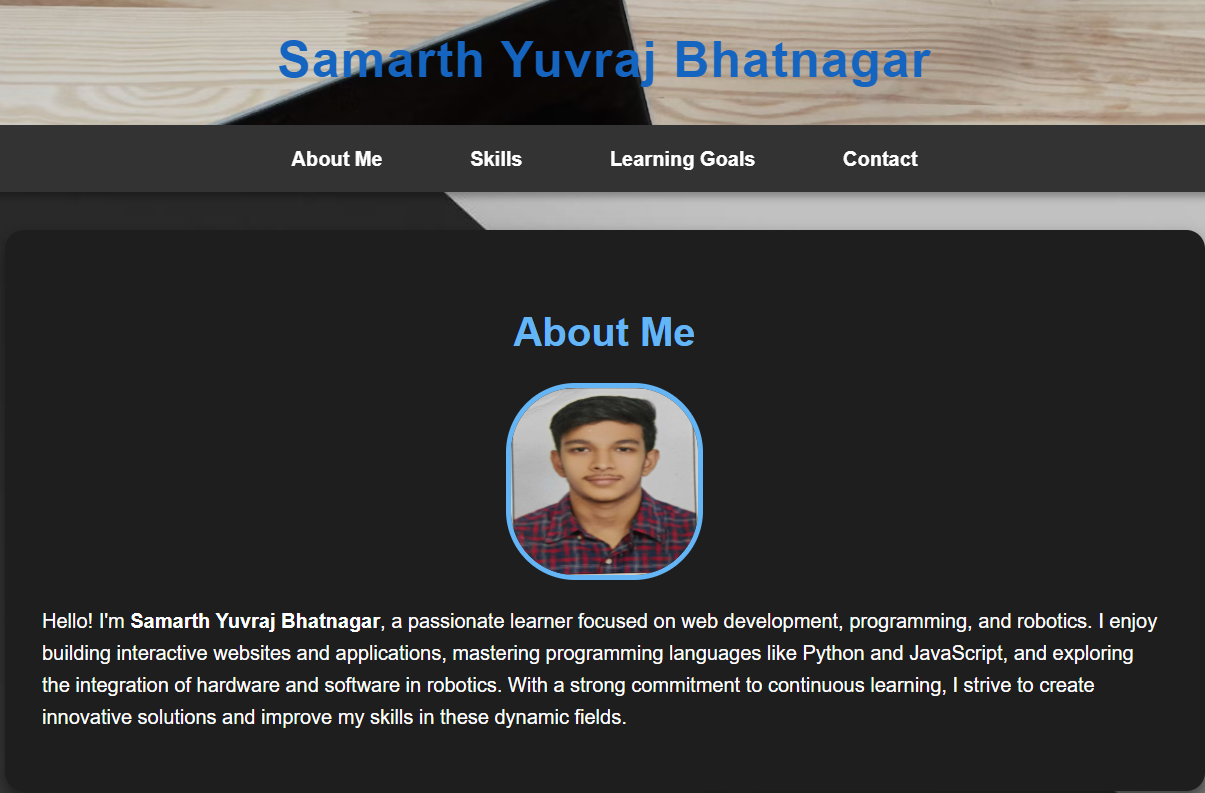 Samarth Yuvraj Bhatnagar
About Me
Skills
Learning Goals
Contact
About Me
Hello! I'm Samarth Yuvraj Bhatnagar, a passionate learner focused on web development, programming, and robotics. I enjoy
building interactive websites and applications, mastering programming languages like Python and JavaScript, and exploring
the integration of hardware and software in robotics. With a strong commitment to continuous learning, I strive to create
innovative solutions and improve my skills in these dynamic fields.